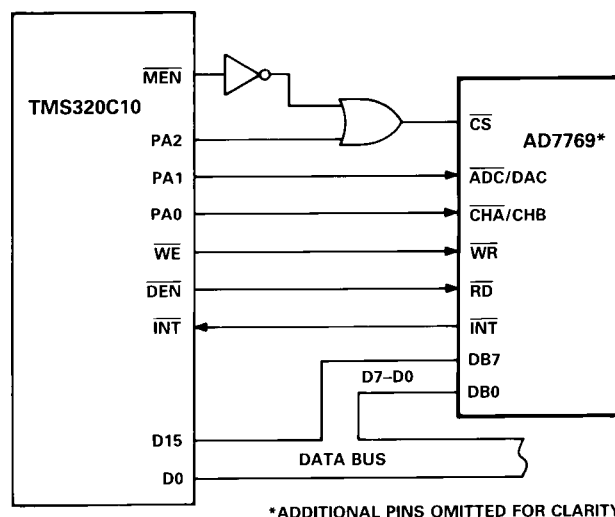 MEN
TMS320C10
PA2
CS
AD7769*
PA1
ADC/DAC
PA0
CHA/CHB
WE
WR
DEN
RD
INT
INT
DB7
D7–D0
DB0
D15
DATA BUS
D0
*ADDITIONAL PINS OMITTED FOR CLARITY